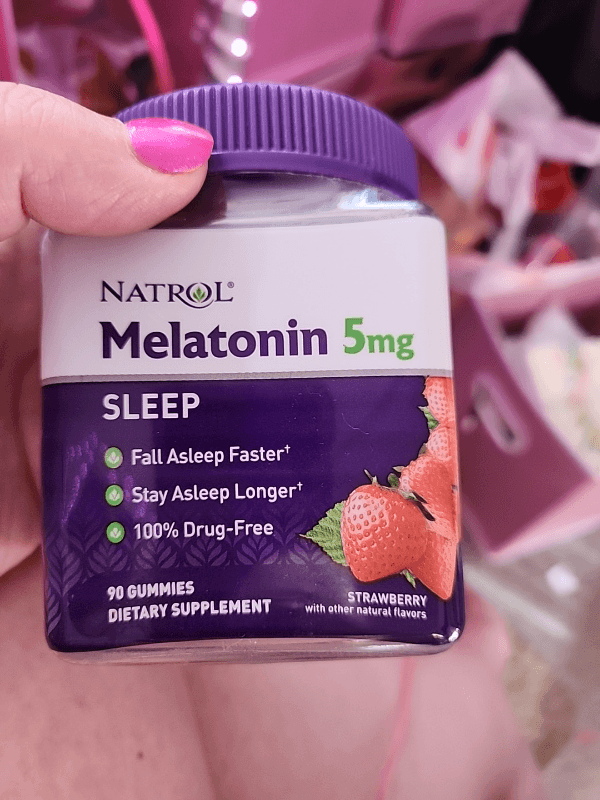 NATROL®
Melatonin 5mg
SLEEP
Fall Asleep Faster†
Stay Asleep Longer†
100% Drug-Free
90 GUMMIES
DIETARY SUPPLEMENT
STRAWBERRY
with other natural flavors